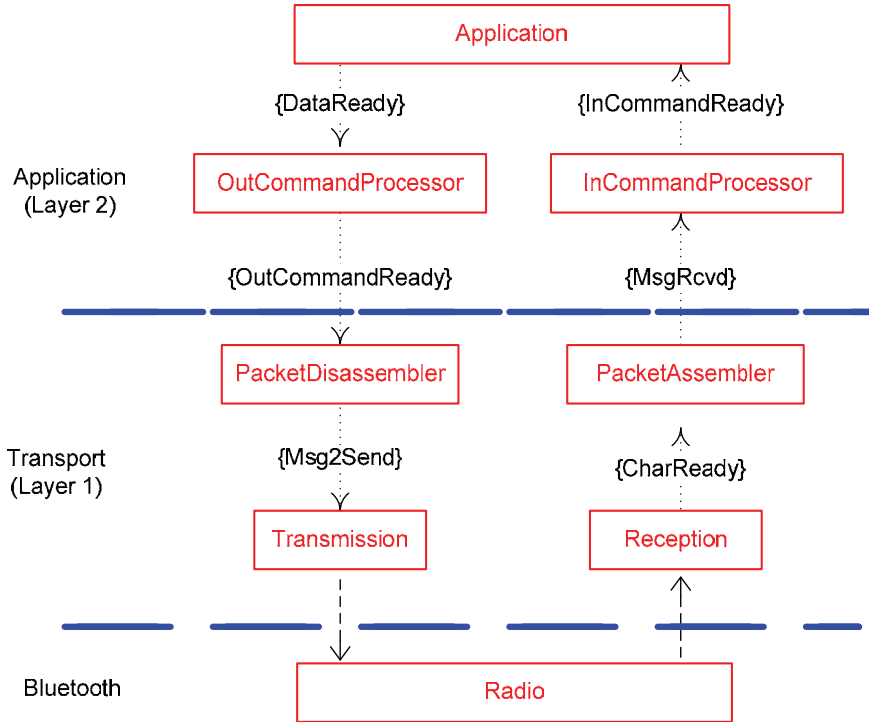 Application
{DataReady}
{InCommandReady}
Application
(Layer 2)
OutCommandProcessor
InCommandProcessor
{OutCommandReady}
{MsgRcvd}
PacketDisassembler
PacketAssembler
Transport
(Layer 1)
{Msg2Send}
{CharReady}
Transmission
Reception
Bluetooth
Radio